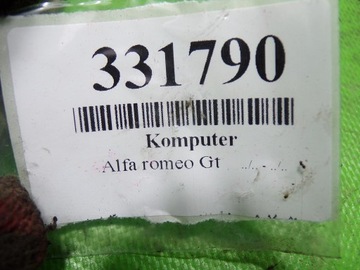 331790
Komputer
Alfa romeo Gt ../.. - ../..